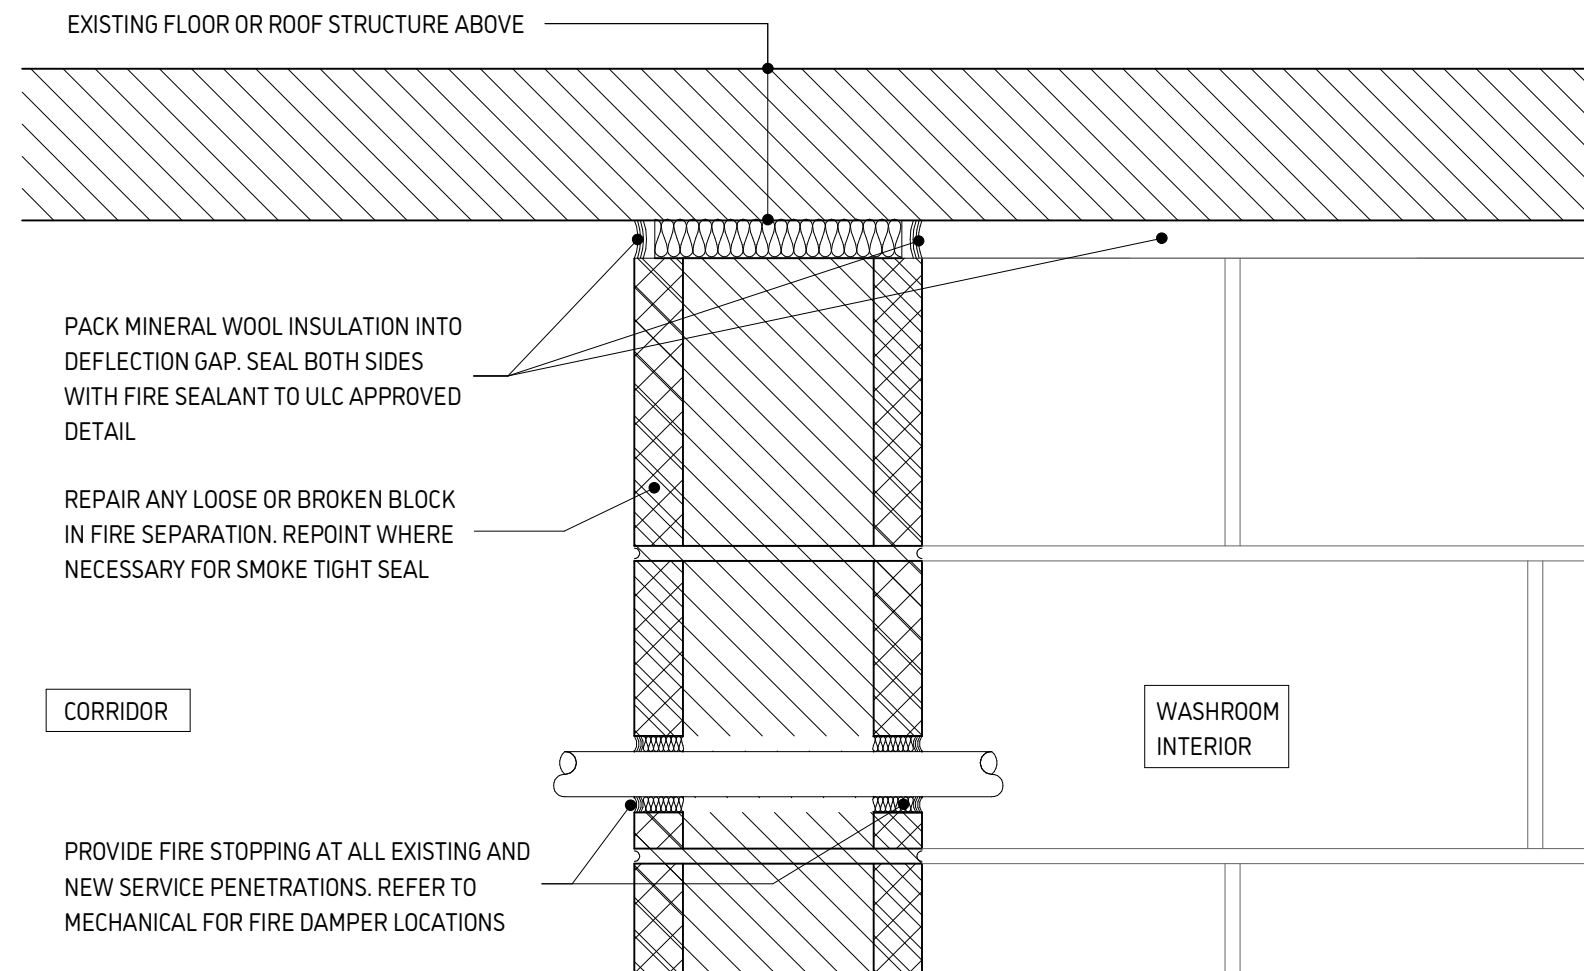 EXISTING FLOOR OR ROOF STRUCTURE ABOVE
PACK MINERAL WOOL INSULATION INTO
DEFLECTION GAP. SEAL BOTH SIDES
WITH FIRE SEALANT TO ULC APPROVED
DETAIL
REPAIR ANY LOOSE OR BROKEN BLOCK
IN FIRE SEPARATION. REPOINT WHERE
NECESSARY FOR SMOKE TIGHT SEAL
CORRIDOR
WASHROOM
INTERIOR
PROVIDE FIRE STOPPING AT ALL EXISTING AND
NEW SERVICE PENETRATIONS. REFER TO
MECHANICAL FOR FIRE DAMPER LOCATIONS